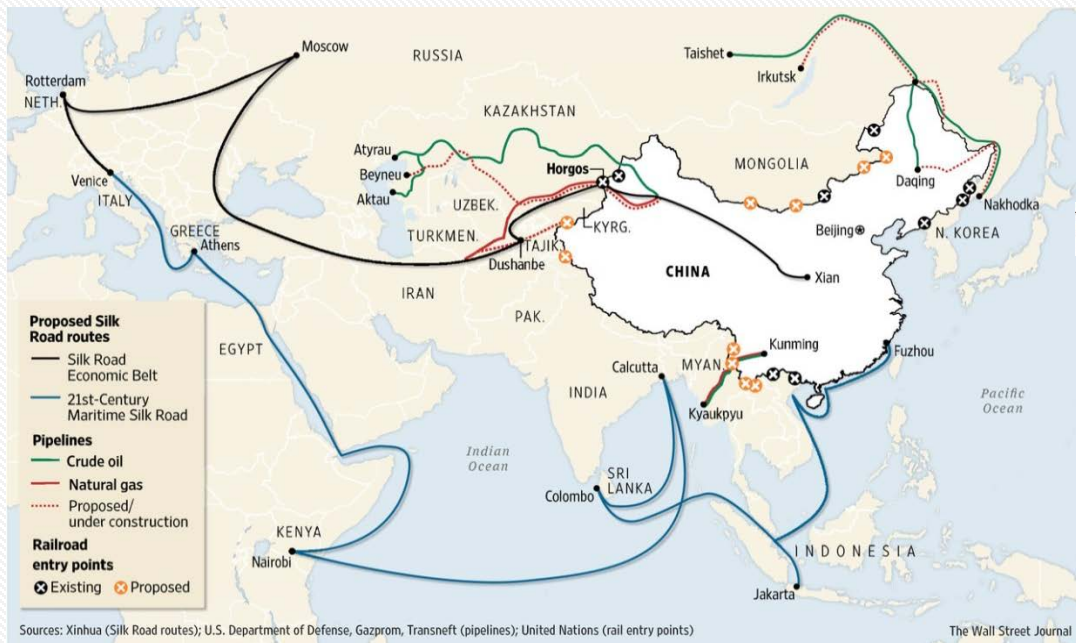 Moscow
RUSSIA
Taishet
Irkutsk
Rotterdam
NETH.
KAZAKHSTAN
Atyrau
Beyneu
Aktau
Horgos
MONGOLIA
Daqing
Nakhodka
Venice
ITALY
UZBEK.
GREECE
Athens
TURKMEN.
KYRG.
TAJIK.
Dushanbe
Beijing
N. KOREA
CHINA
Xian
IRAN
PAK.
EGYPT
Calcutta
MYAN.
Kunming
Fuzhou
INDIA
Kyaukpyu
Pacific
Ocean
Indian
Ocean
SRI
LANKA
Colombo
KENYA
Nairobi
INDONESIA
Jakarta
Proposed Silk
Road routes
Silk Road
Economic Belt
21st-Century
Maritime Silk Road
Pipelines
Crude oil
Natural gas
Proposed/
under construction
Railroad
entry points
Existing
Proposed
Sources: Xinhua (Silk Road routes); U.S. Department of Defense, Gazprom, Transneft (pipelines); United Nations (rail entry points)
The Wall Street Journal